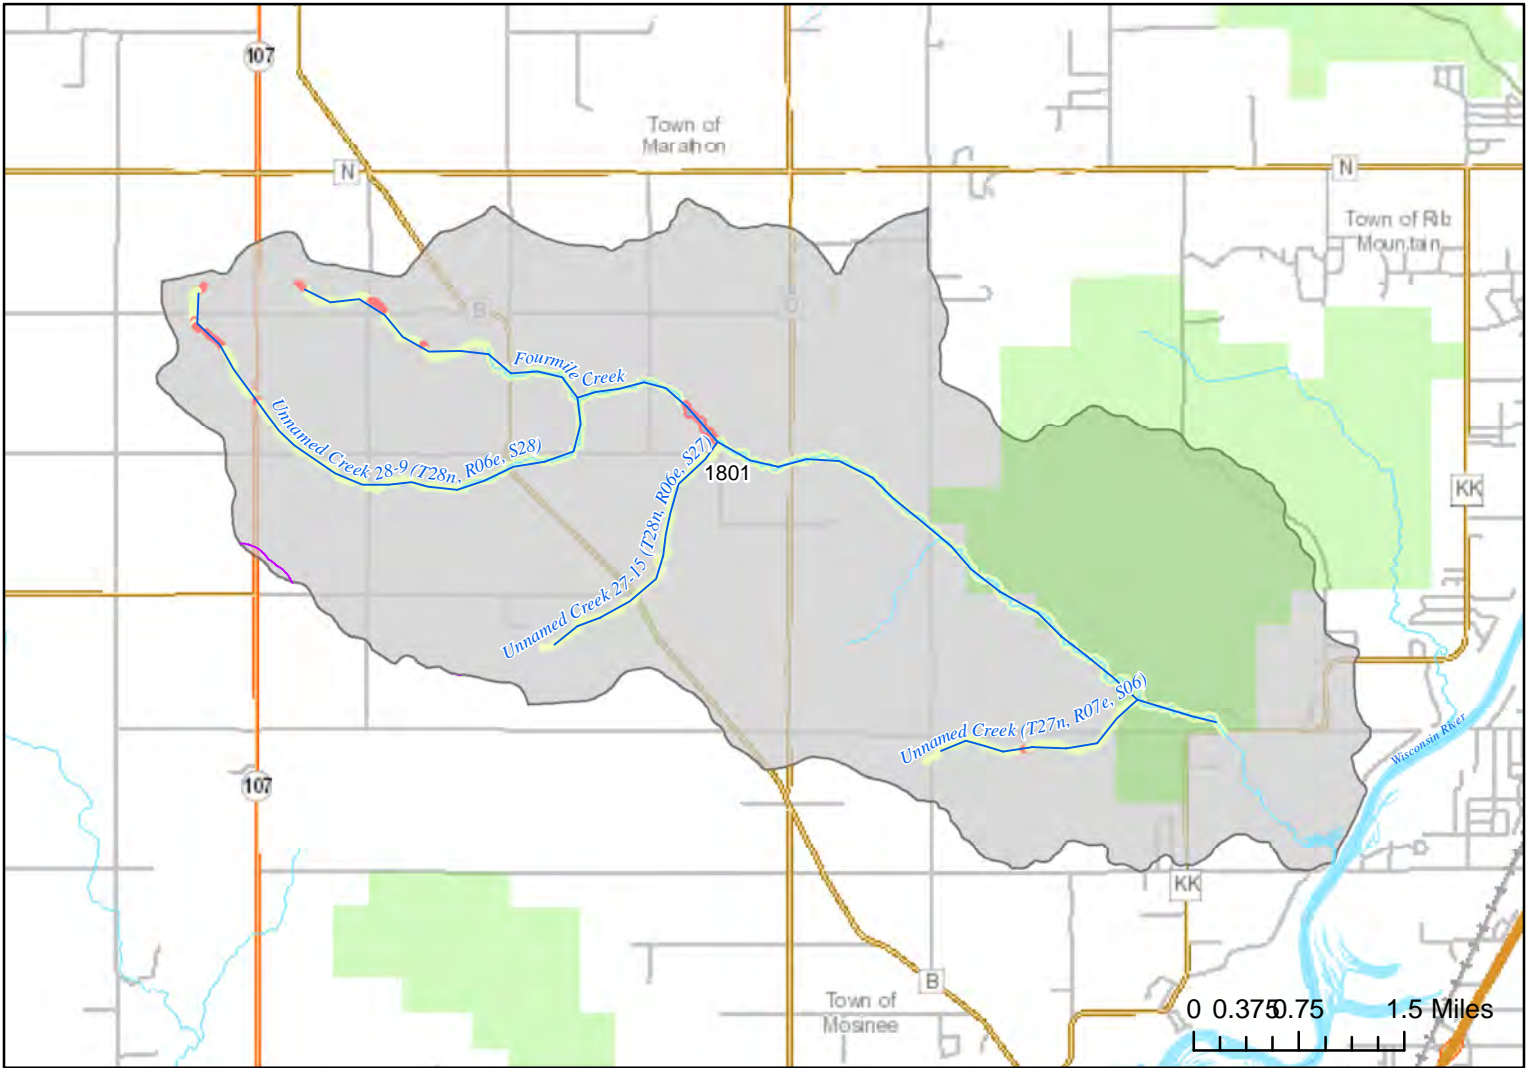 107
Town of
Marathon
N
N
Town of Rib
Mountain
B
O
Fourmile Creek
Unnamed Creek 28-9 (T28n, R06e, S28)
Unnamed Creek 27-15 (T28n, R06e, S27)
1801
KK
Unnamed Creek (T27n, R07e, S06)
Wisconsin River
107
KK
B
Town of
Mosinee
0 0.375 0.75 1.5 Miles